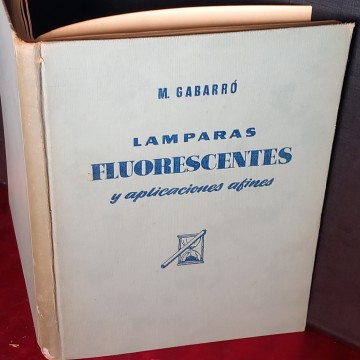 M. GABARRÓ
LAMPARAS
FLUORESCENTES
y aplicaciones afines